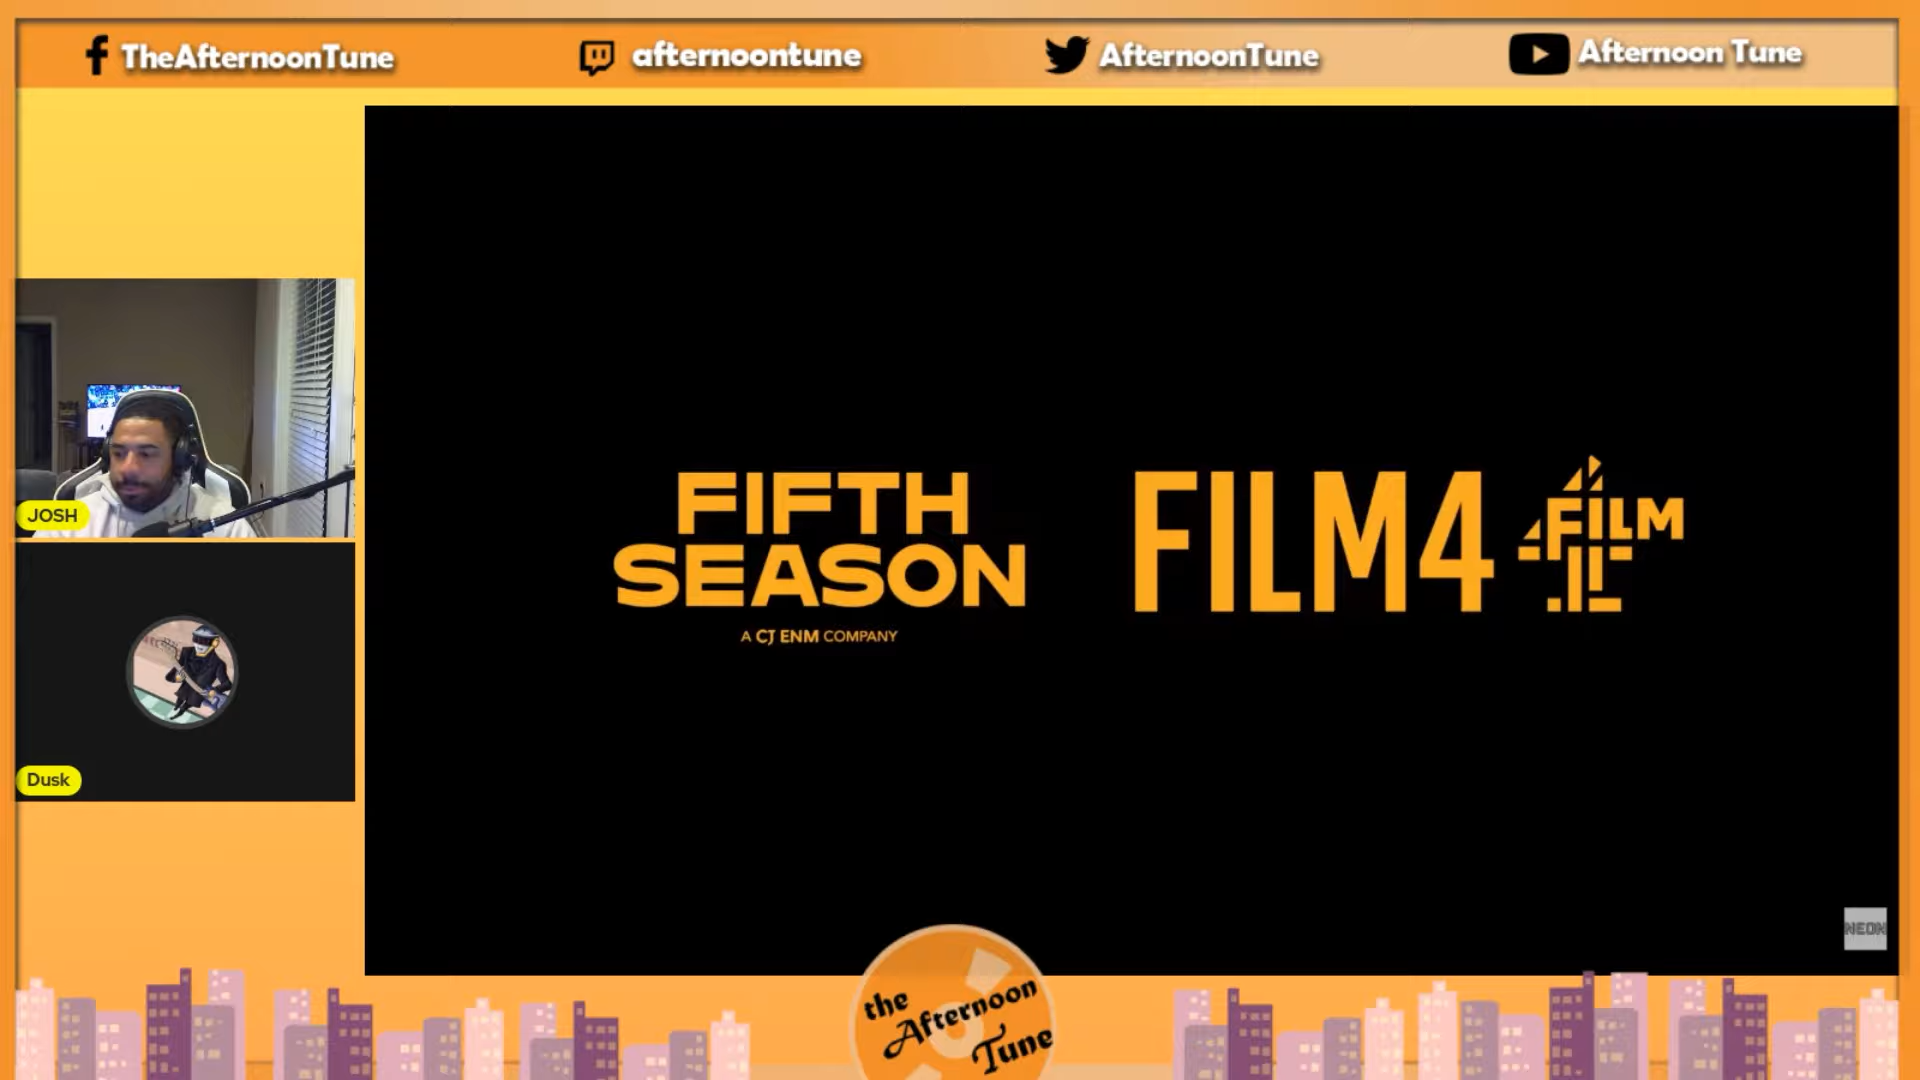 TheAfternoonTune
afternoontune
AfternoonTune
Afternoon Tune
FIFTH
SEASON
A CJ ENM COMPANY
FILM4
FILM
JOSH
Dusk
NEON
the
Afternoon
Tune